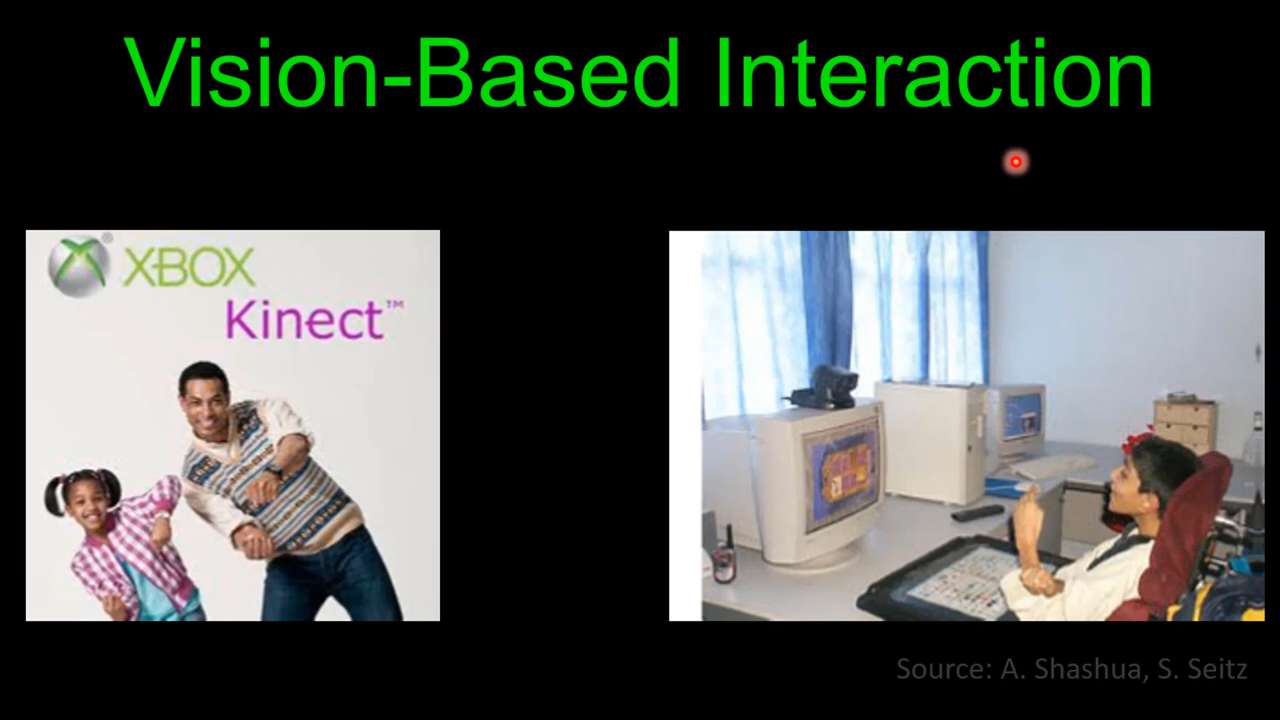 Vision-Based Interaction
XBOX
Kinect™
Source: A. Shashua, S. Seitz